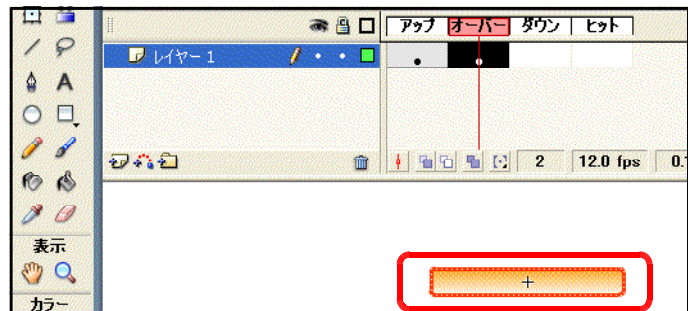 アップ オーバー ダウン ヒット
レイヤー 1
A
2 12.0 fps 0.
表示
カラー